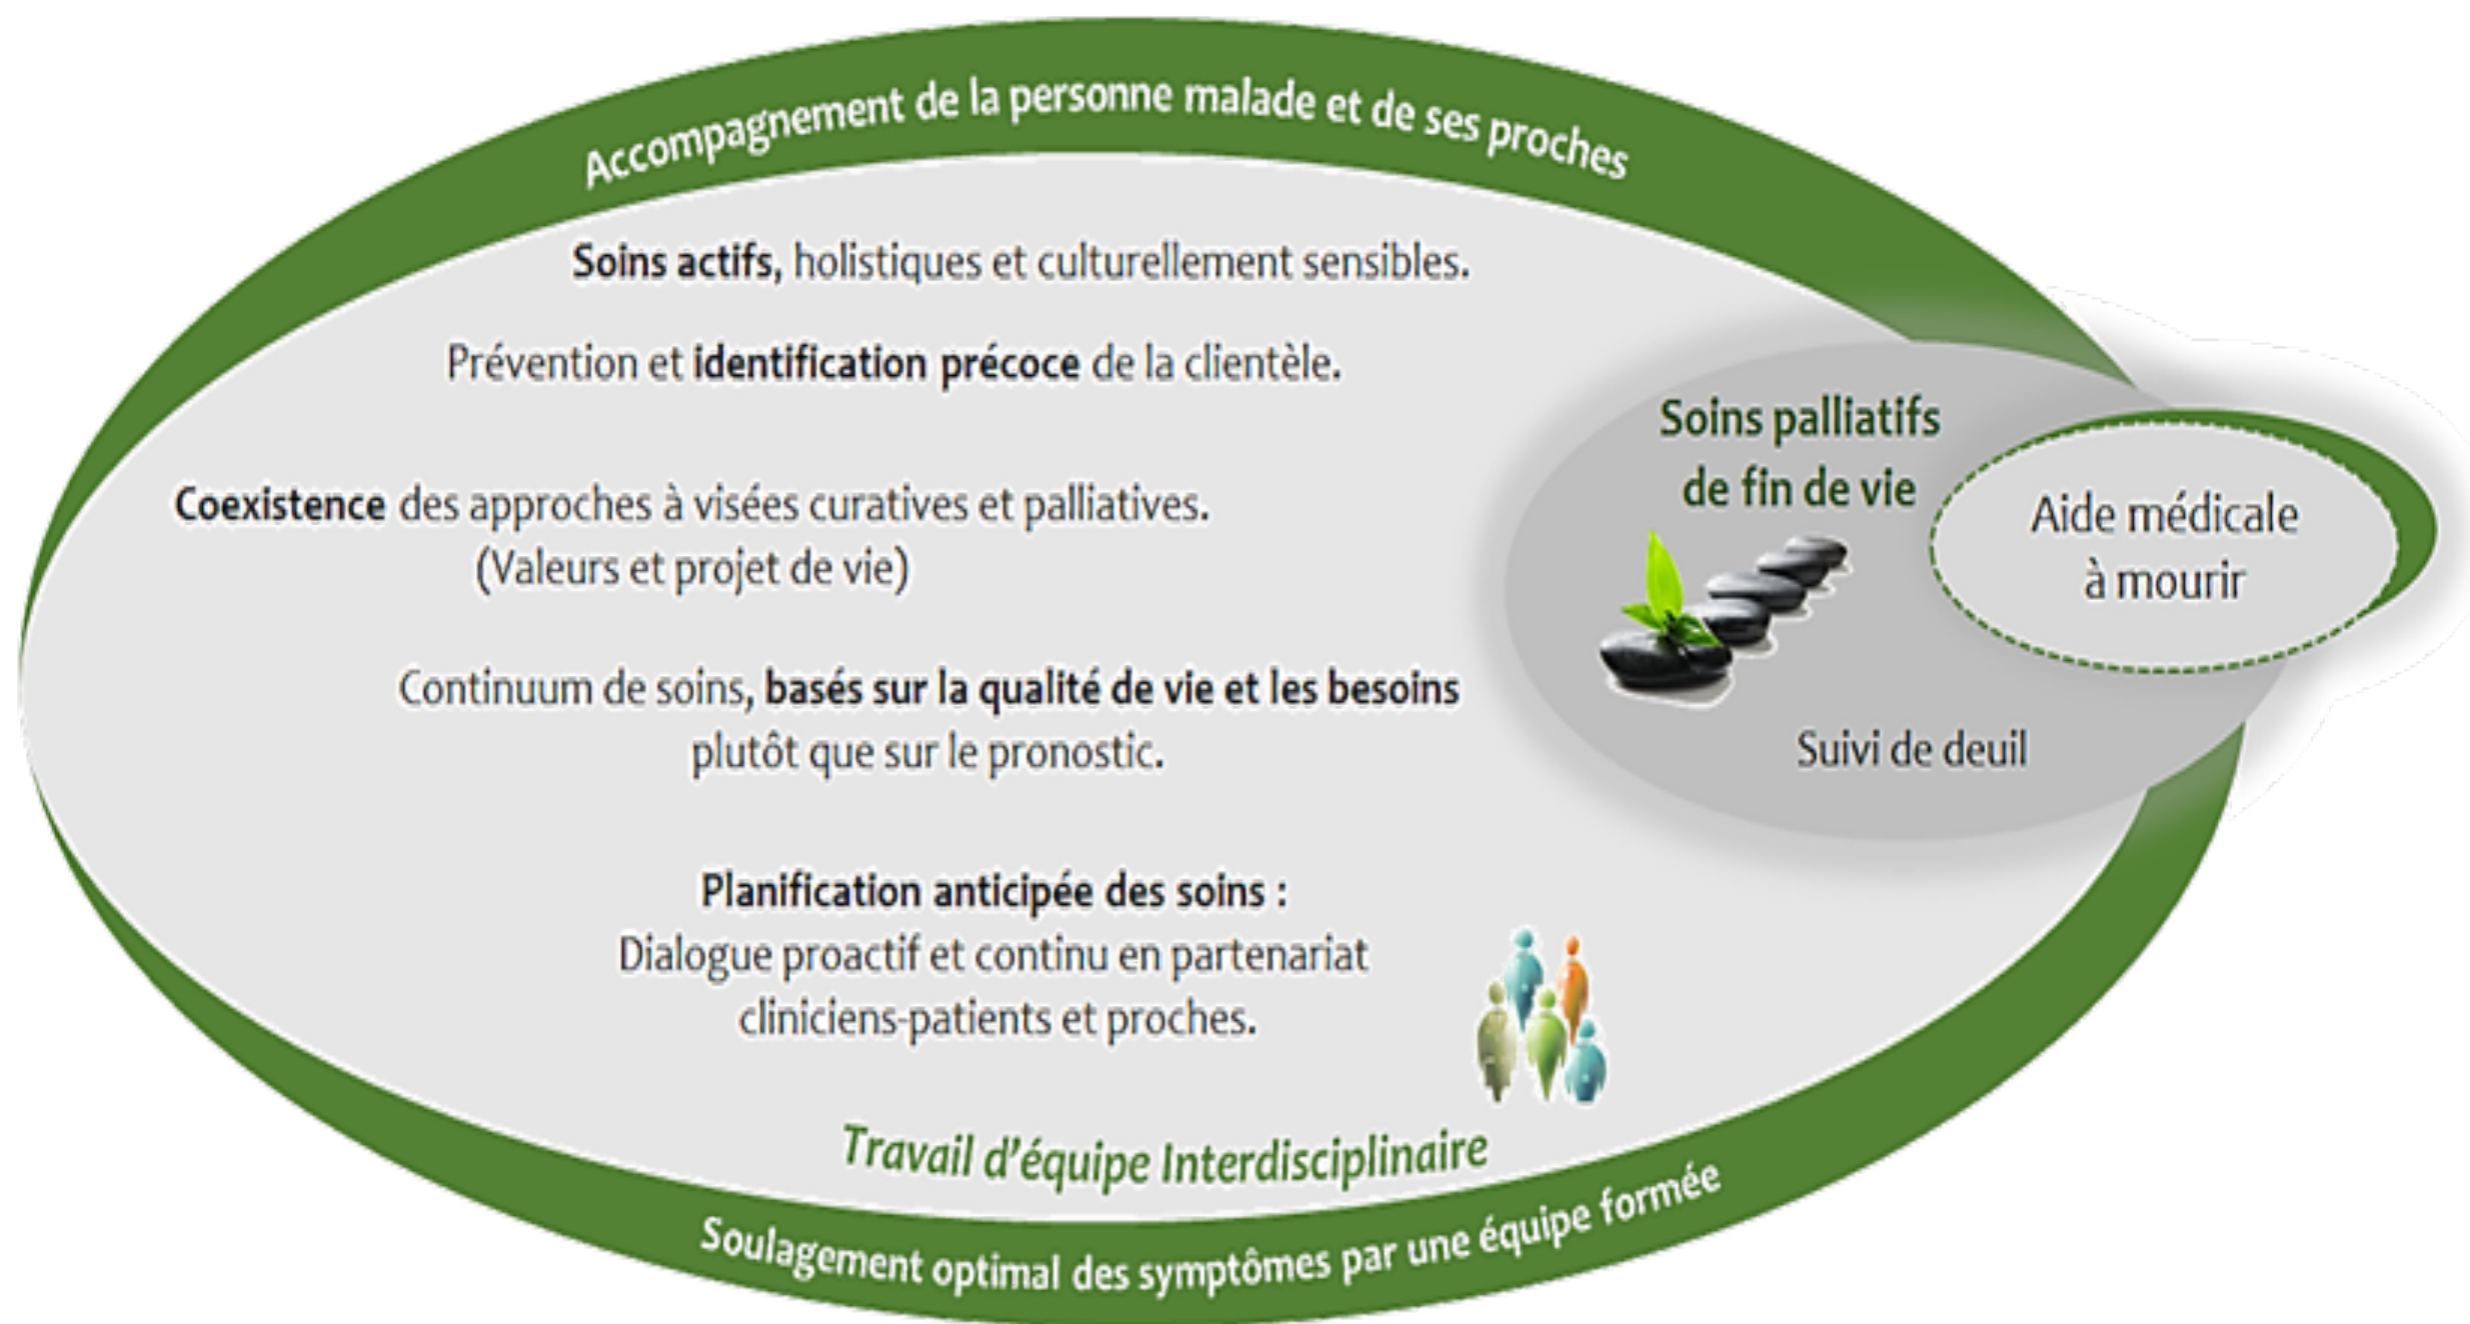 Accompagnement de la personne malade et de ses proches
Soins actifs, holistiques et culturellement sensibles.
Prévention et identification précoce de la clientèle.
Coexistence des approches à visées curatives et palliatives.
(Valeurs et projet de vie)
Continuum de soins, basés sur la qualité de vie et les besoins
plutôt que sur le pronostic.
Planification anticipée des soins :
Dialogue proactif et continu en partenariat
cliniciens-patients et proches.
Travail d'équipe Interdisciplinaire
Soulagement optimal des symptômes par une équipe formée
Soins palliatifs
de fin de vie
Suivi de deuil
Aide médicale
à mourir